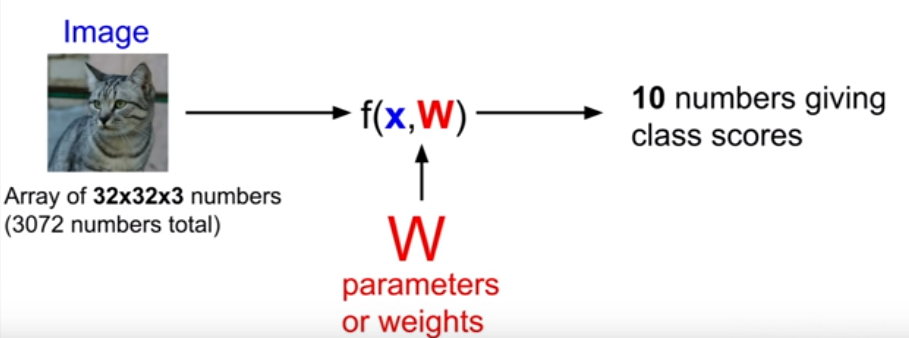 Image
f(x,W)
10 numbers giving
class scores
Array of 32x32x3 numbers
(3072 numbers total)
W
parameters
or weights